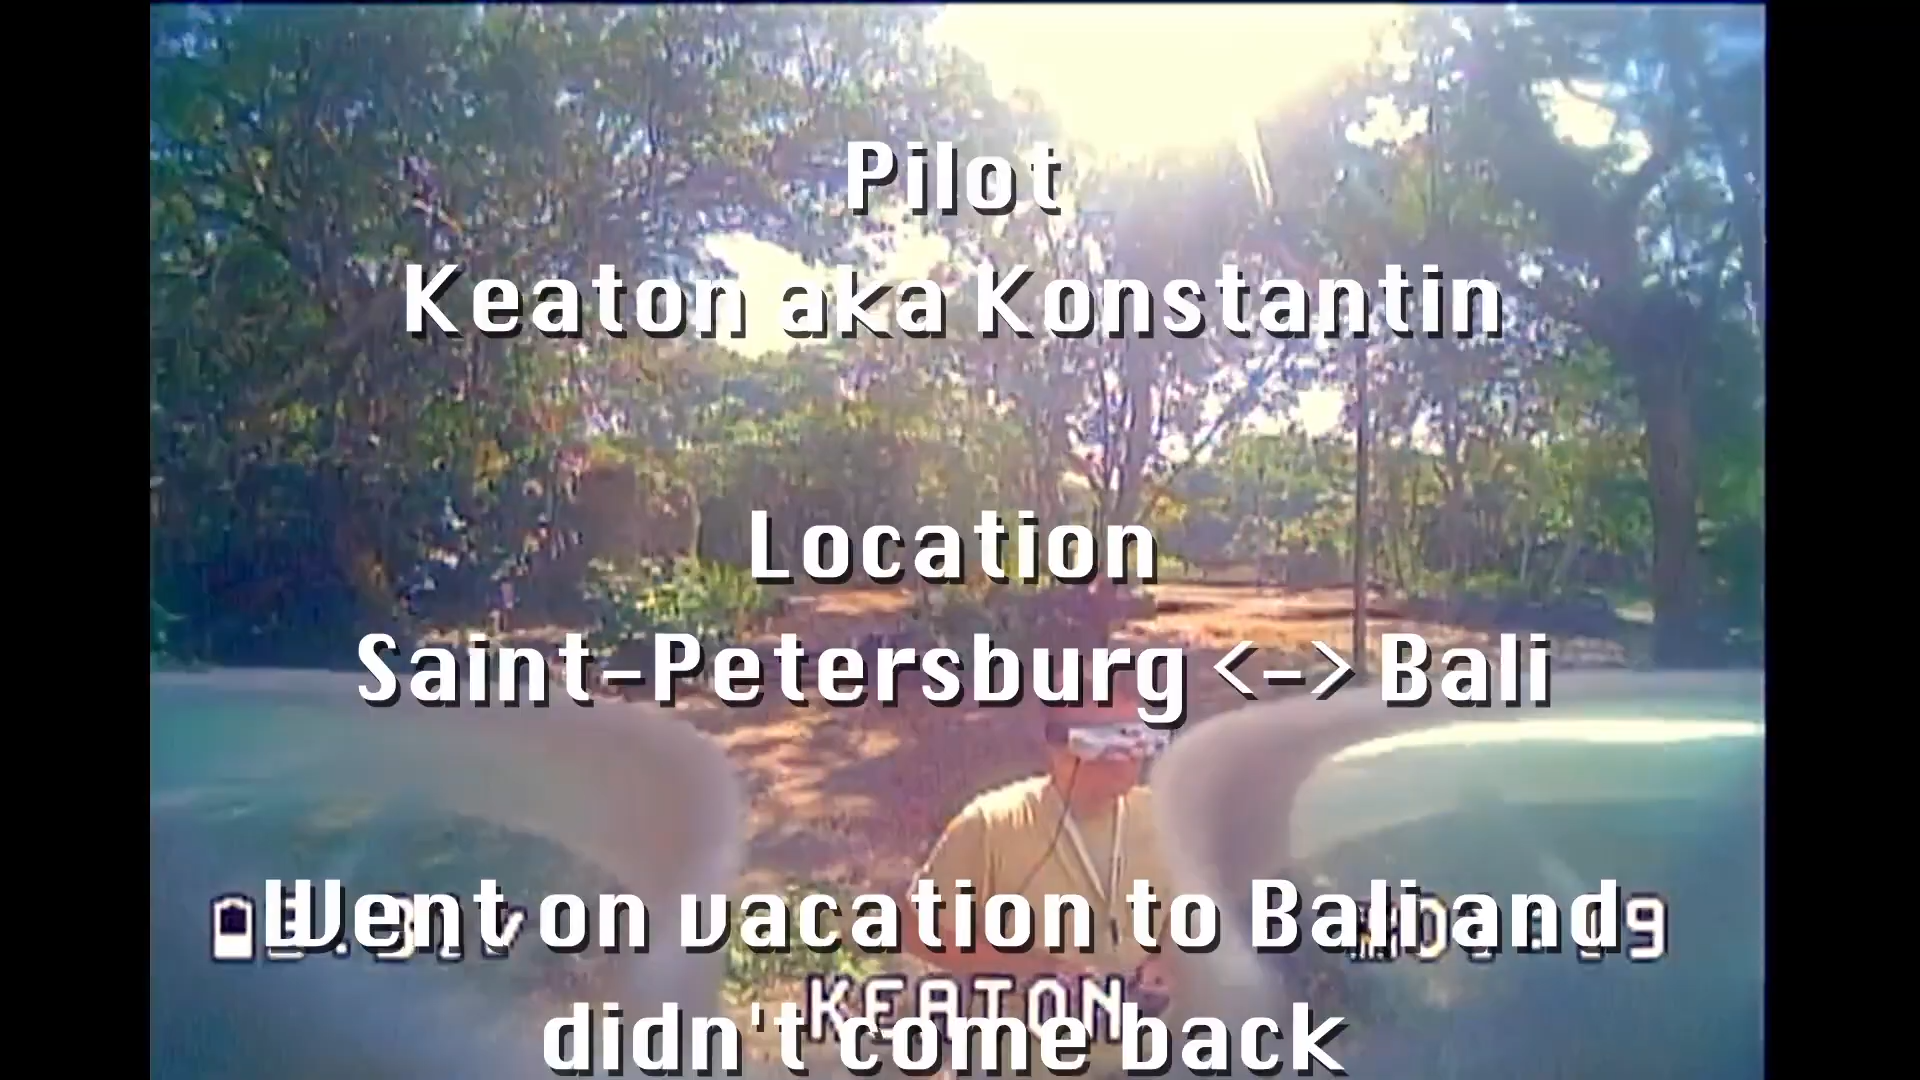 Pilot
Keaton aka Konstantin
Location
Saint-Petersburg <-> Bali
Went on vacation to Bali and
KEATON
didn't come back